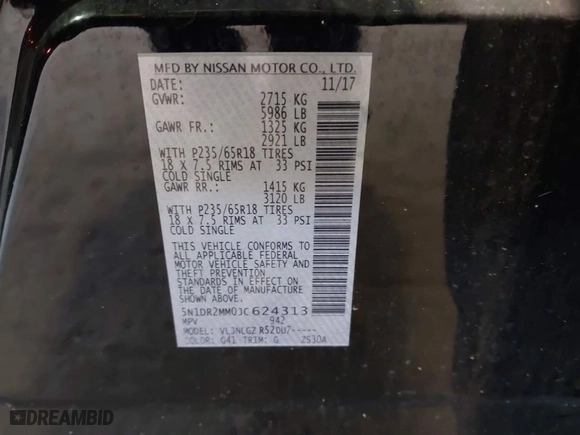 MFD BY NISSAN MOTOR CO., LTD.
DATE: 11/17
GVWR: 2715 KG
5986 LB
GAWR FR.: 1325 KG
2921 LB
WITH P235/65R18 TIRES
18 X 7.5 RIMS AT 33 PSI
COLD SINGLE
GAWR RR.: 1415 KG
3120 LB
WITH P235/65R18 TIRES
18 X 7.5 RIMS AT 33 PSI
COLD SINGLE
THIS VEHICLE CONFORMS TO
ALL APPLICABLE FEDERAL
MOTOR VEHICLE SAFETY AND
THEFT PREVENTION
STANDARDS IN EFFECT ON
THE DATE OF MANUFACTURE
SHOWN ABOVE.
5N1DR2MM0JC624313
MPV 942
MODEL:
COLOR: G41 TRIM: G 2530A
DREAMBID